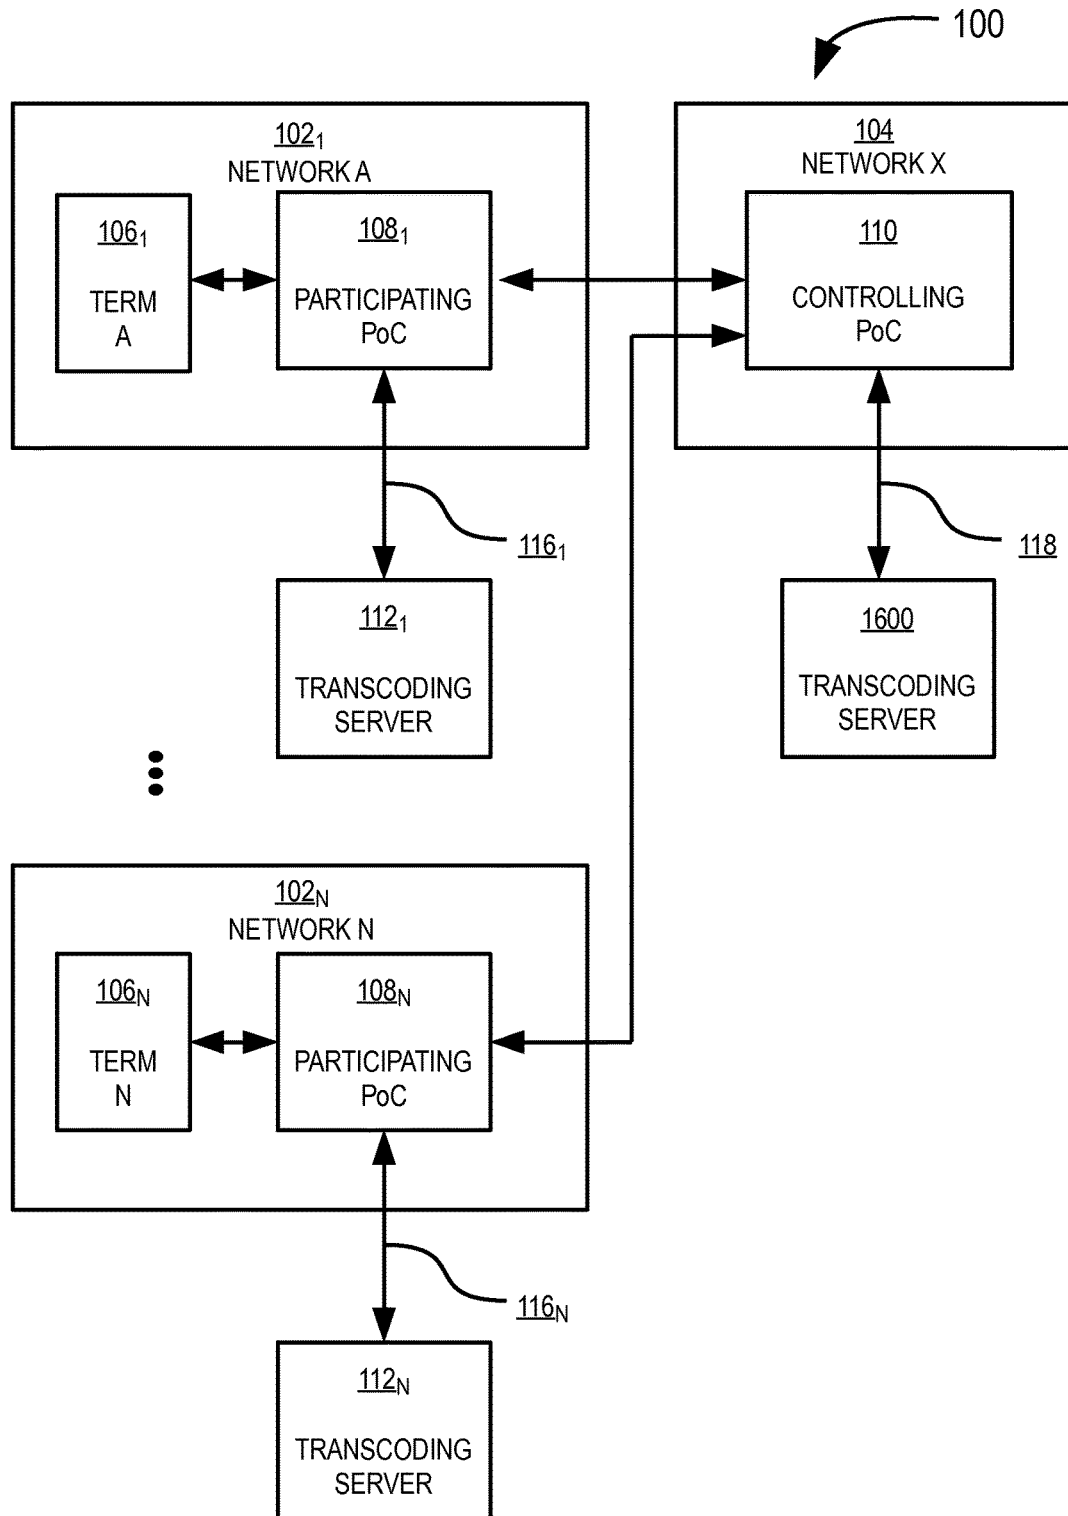 100
102₁
NETWORK A
106₁
TERM
A
108₁
PARTICIPATING
PoC
104
NETWORK X
110
CONTROLLING
PoC
116₁
118
112₁
TRANSCODING
SERVER
1600
TRANSCODING
SERVER
102N
NETWORK N
106N
TERM
N
108N
PARTICIPATING
PoC
116N
112N
TRANSCODING
SERVER